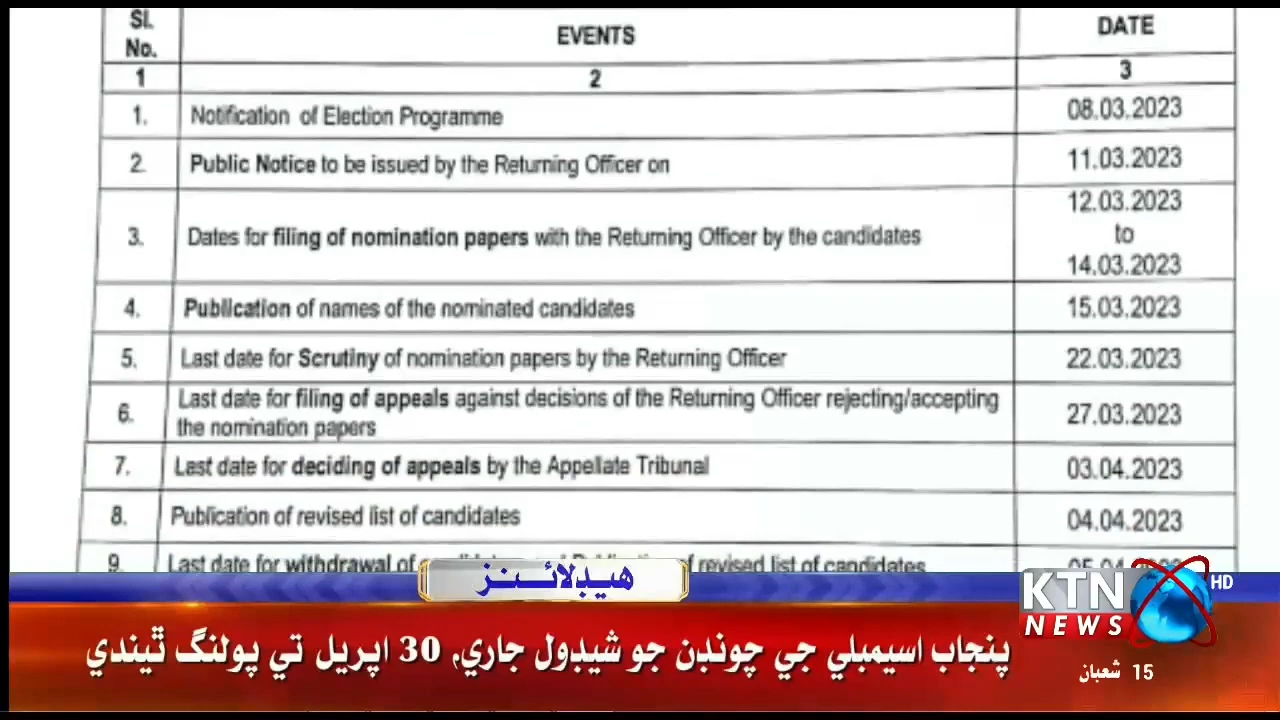 Sl. No. EVENTS DATE
1 2 3
1. Notification of Election Programme 08.03.2023
2. Public Notice to be issued by the Returning Officer on 11.03.2023
3. Dates for filing of nomination papers with the Returning Officer by the candidates 12.03.2023 to 14.03.2023
4. Publication of names of the nominated candidates 15.03.2023
5. Last date for Scrutiny of nomination papers by the Returning Officer 22.03.2023
6. Last date for filing of appeals against decisions of the Returning Officer rejecting/accepting
the nomination papers 27.03.2023
7. Last date for deciding of appeals by the Appellate Tribunal 03.04.2023
8. Publication of revised list of candidates 04.04.2023
9. Last date for withdrawal of revised list of candidates
هيڊلائينز
KTN NEWS HD
پنجاب اسيمبلي جي چونڊن جو شيڊول جاري، 30 اپريل تي پولنگ ٿيندي
15 شعبان